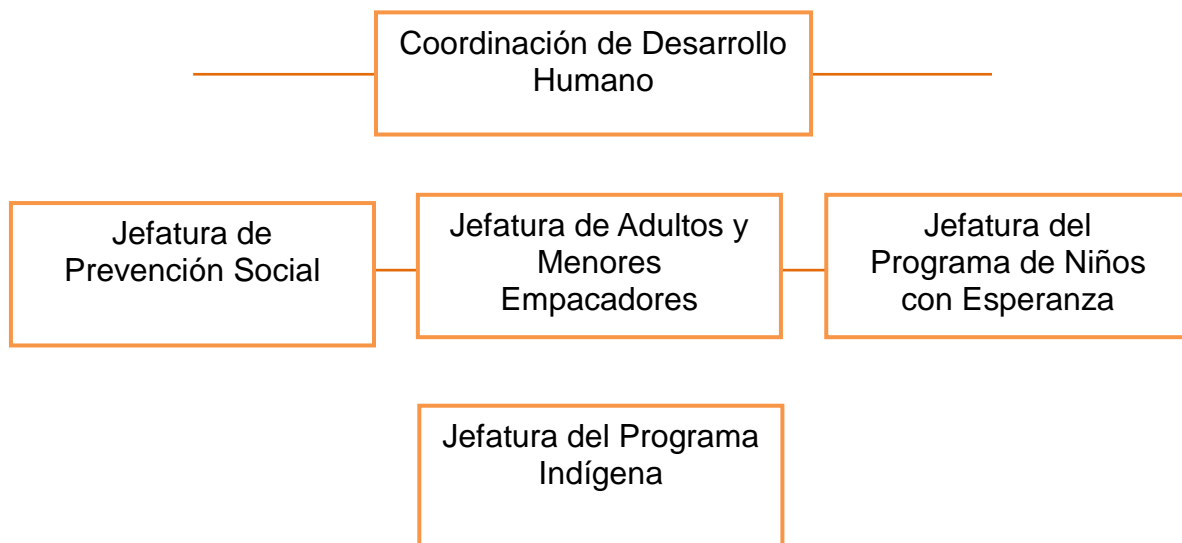 Coordinación de Desarrollo
Humano
Jefatura de
Prevención Social
Jefatura de Adultos y
Menores
Empacadores
Jefatura del
Programa de Niños
con Esperanza
Jefatura del Programa
Indígena